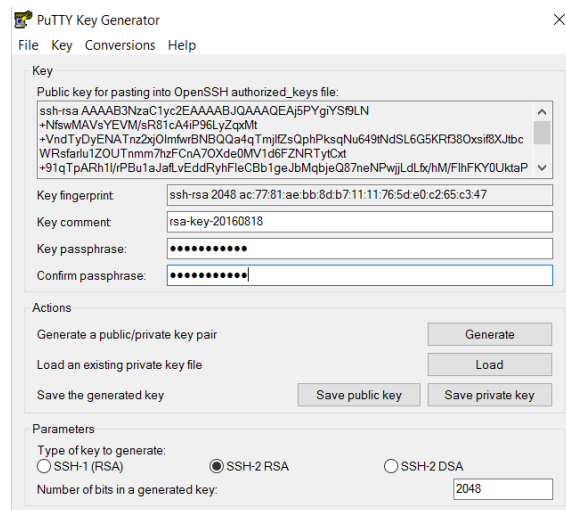 PuTTY Key Generator
File Key Conversions Help
Key
Public key for pasting into OpenSSH authorized_keys file:
ssh-rsa AAAAB3NzaC1yc2EAAAABJQAAAQEAj5PYgiYSf9LN
+NfswMAVsYEVM/sR81cA4iP96LyZqxMt
+VndTyDyENATnz2xjOlmfwrBNBQQa4qTmjlfZsQphPksqNu649tNdSL6G5KRf38Oxsif8XJtbc
WRsfarlu1ZOUTnmm7hzFCnA7OXde0MV1d6FZNRTytCxt
+91qTpARh1l/rPBu1aJafLvEddRyhFleCBb1geJbMqbjeQ87neNPwjjLdLfx/hM/FlhFKY0UktaP
Key fingerprint: ssh-rsa 2048 ac:77:81:ae:bb:8d:b7:11:11:76:5d:e0:c2:65:c3:47
Key comment: rsa-key-20160818
Key passphrase: ●●●●●●●●●●●
Confirm passphrase: ●●●●●●●●●●●
Actions
Generate a public/private key pair Generate
Load an existing private key file Load
Save the generated key Save public key Save private key
Parameters
Type of key to generate:
SSH-1 (RSA) SSH-2 RSA SSH-2 DSA
Number of bits in a generated key: 2048